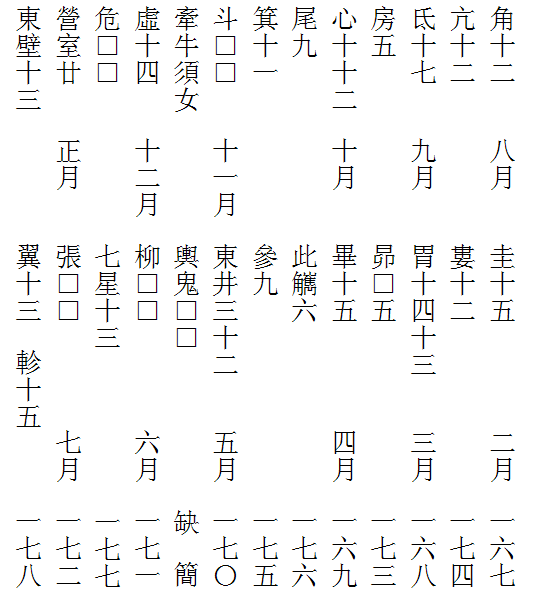 角十二 八月 圭十五 二月 一六七
亢十二 婁十二 一七四
氐十七 九月 胃十四十三 三月 一六八
房五 昴□五 一七三
心十十二 十月 畢十五 四月 一六九
尾九 此觿六 一七六
箕十一 參九 一七五
斗□□ 十一月 東井三十二 五月 一七〇
牽牛須女 輿鬼□□ 缺簡
虛十四 十二月 柳□□ 六月 一七一
危□□ 七星十三 一七七
營室廿 正月 張□□ 七月 一七二
東壁十三 翼十三 軫十五 一七八